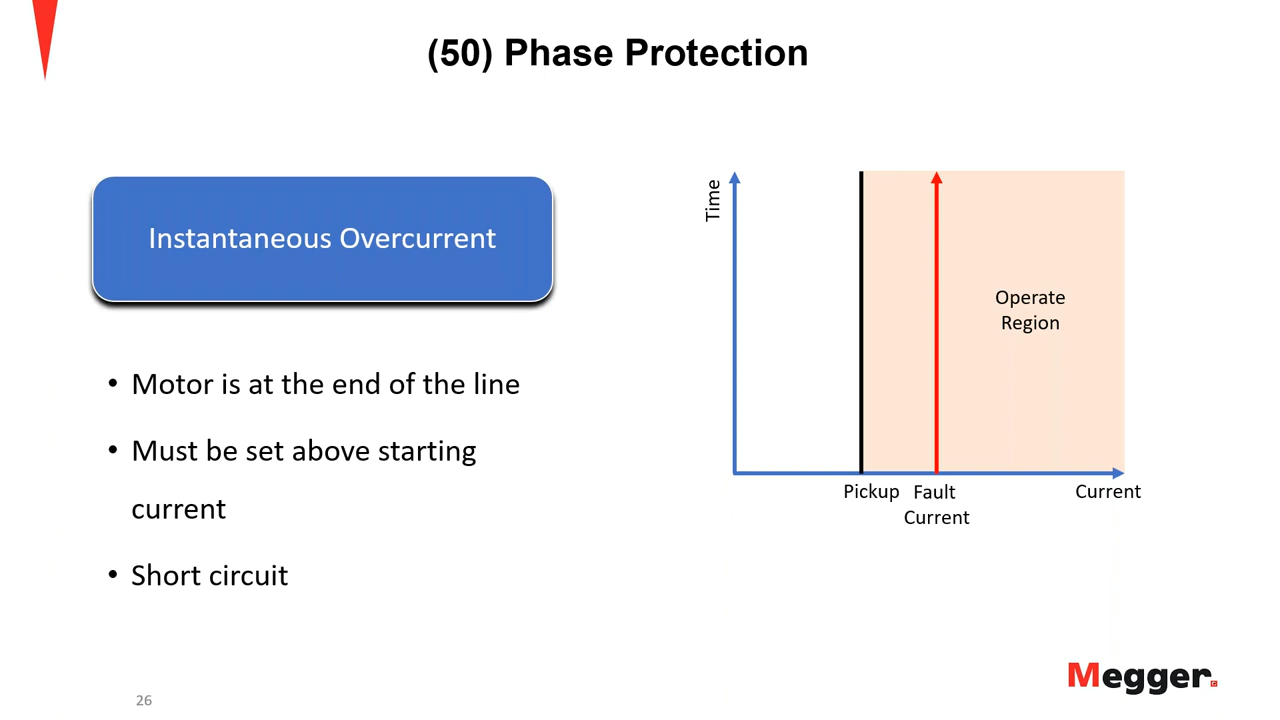 (50) Phase Protection
Instantaneous Overcurrent
• Motor is at the end of the line
• Must be set above starting
current
• Short circuit
Time
Operate
Region
Pickup
Fault
Current
Current
Megger
26